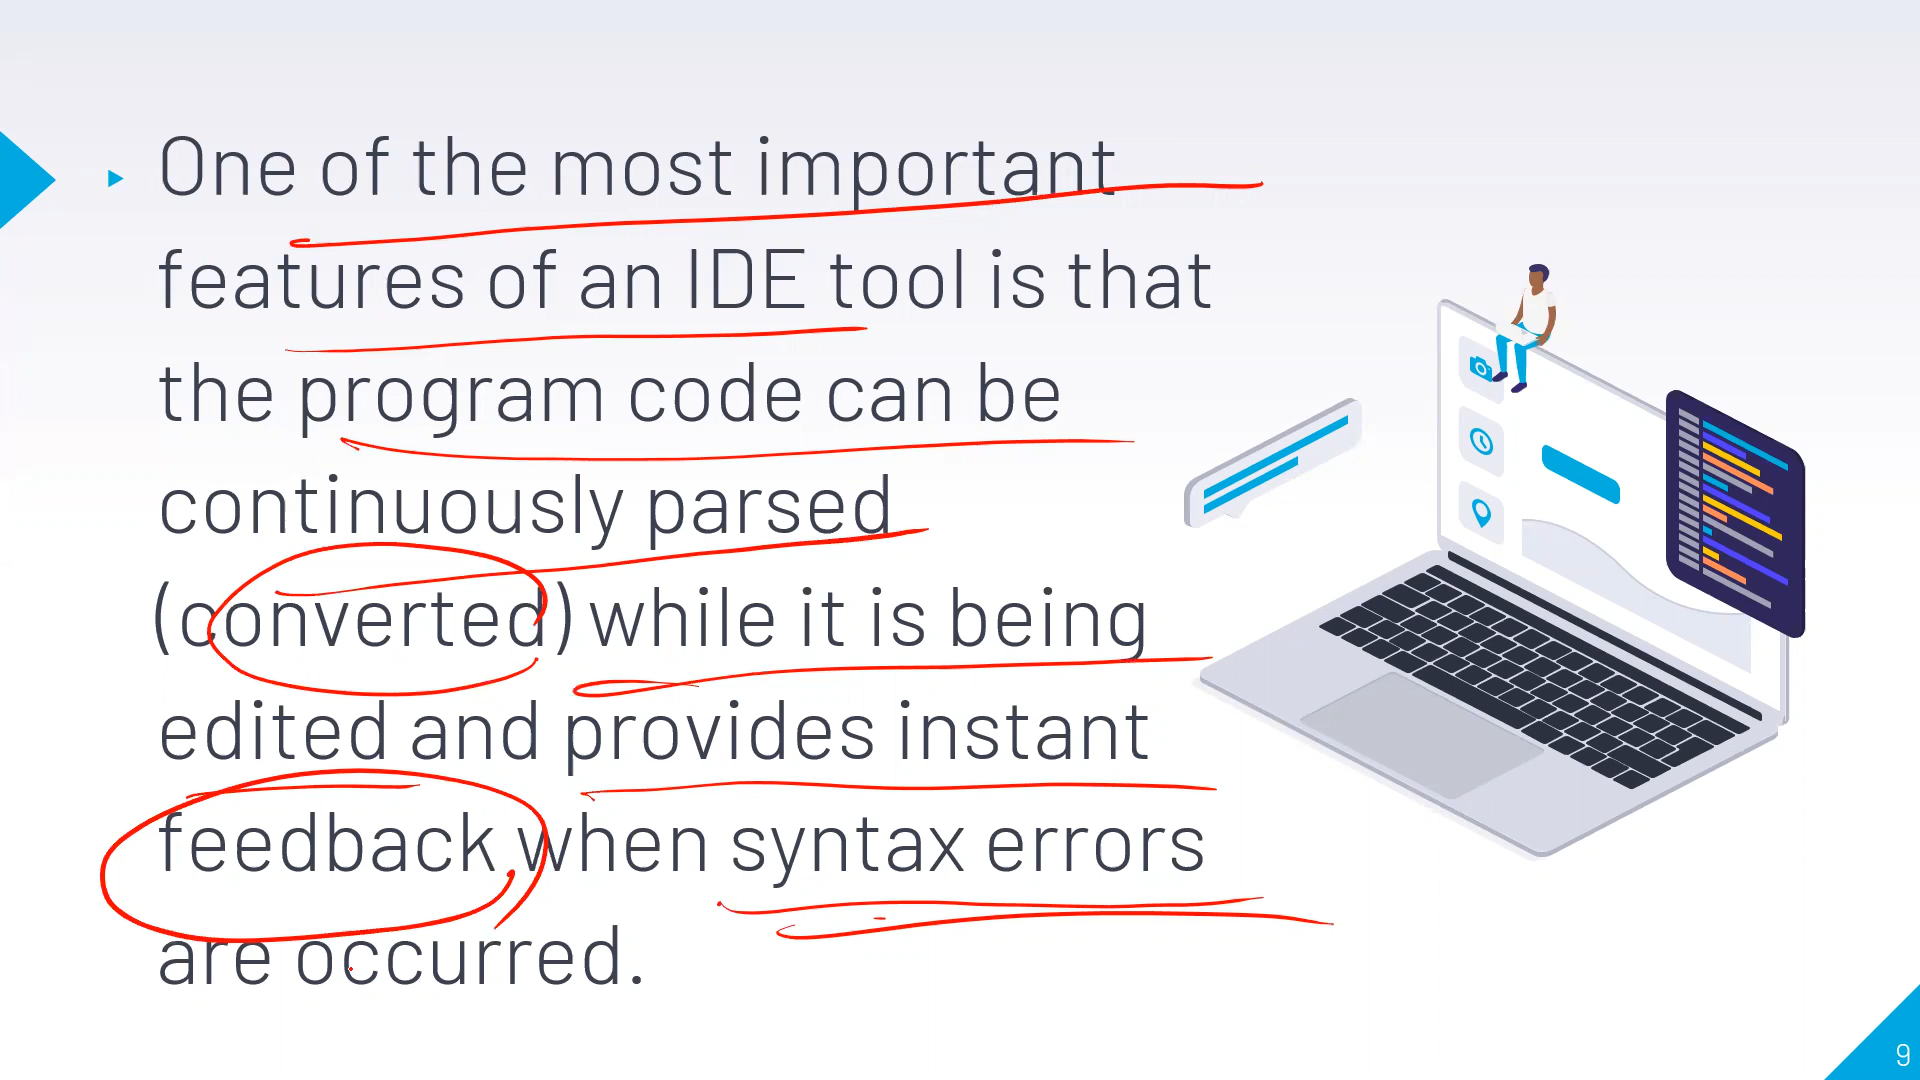 One of the most important
features of an IDE tool is that
the program code can be
continuously parsed
(converted) while it is being
edited and provides instant
feedback when syntax errors
are occurred.
9